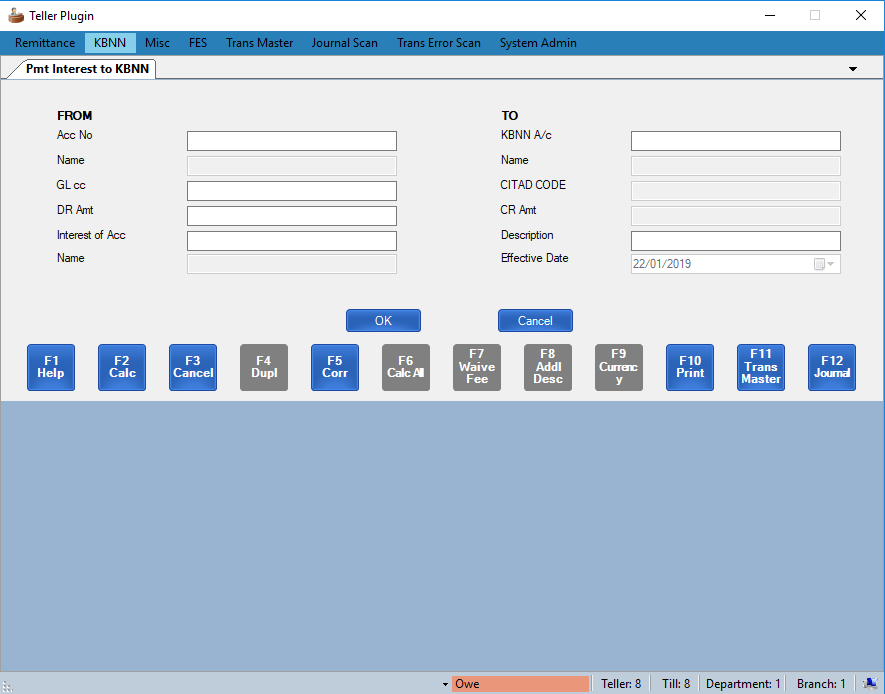 Teller Plugin
Remittance KBNN Misc FES Trans Master Journal Scan Trans Error Scan System Admin
Pmt Interest to KBNN
FROM
Acc No
Name
GL cc
DR Amt
Interest of Acc
Name
TO
KBNN A/c
Name
CITAD CODE
CR Amt
Description
Effective Date 22/01/2019
OK Cancel
F1
Help
F2
Calc
F3
Cancel
F4
Dupl
F5
Corr
F6
Calc All
F7
Waive
Fee
F8
Addl
Desc
F9
Currenc
y
F10
Print
F11
Trans
Master
F12
Journal
Owe Teller: 8 Till: 8 Department: 1 Branch: 1